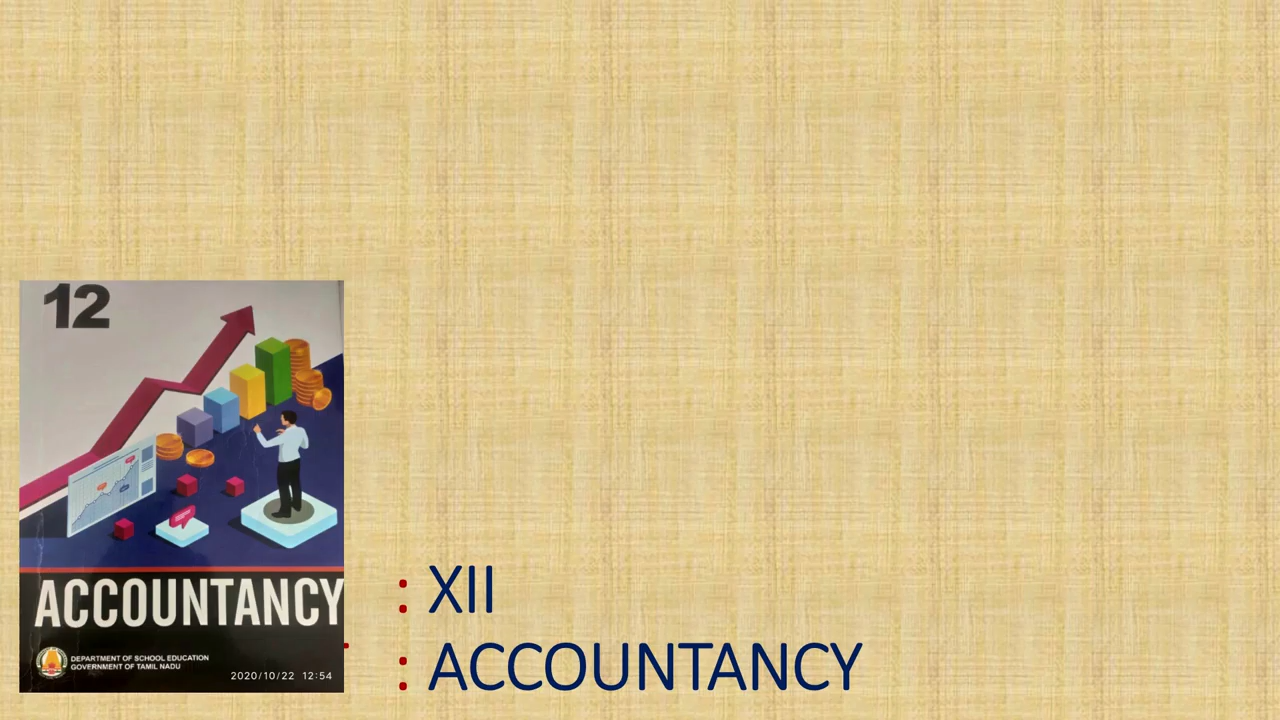 12
ACCOUNTANCY
DEPARTMENT OF SCHOOL EDUCATION
GOVERNMENT OF TAMIL NADU
2020/10/22 12:54
: XII
: ACCOUNTANCY